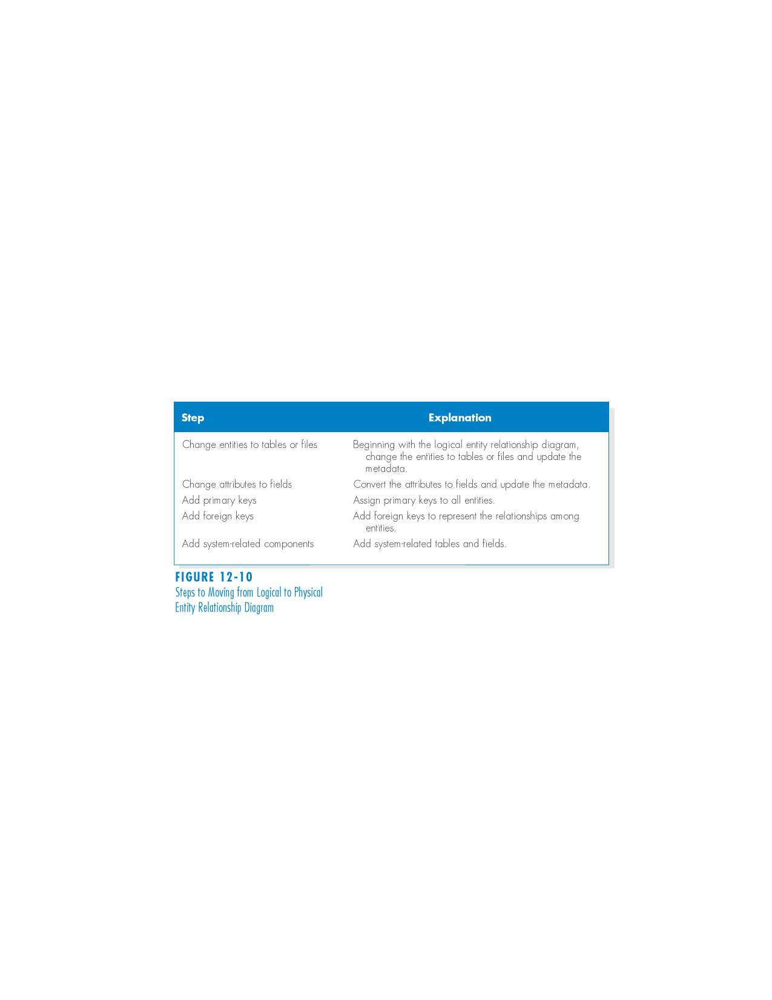 Step Explanation
Change entities to tables or files Beginning with the logical entity relationship diagram,
change the entities to tables or files and update the
metadata.
Change attributes to fields Convert the attributes to fields and update the metadata.
Add primary keys Assign primary keys to all entities.
Add foreign keys Add foreign keys to represent the relationships among
entities.
Add system-related components Add system-related tables and fields.
FIGURE 12-10
Steps to Moving from Logical to Physical
Entity Relationship Diagram